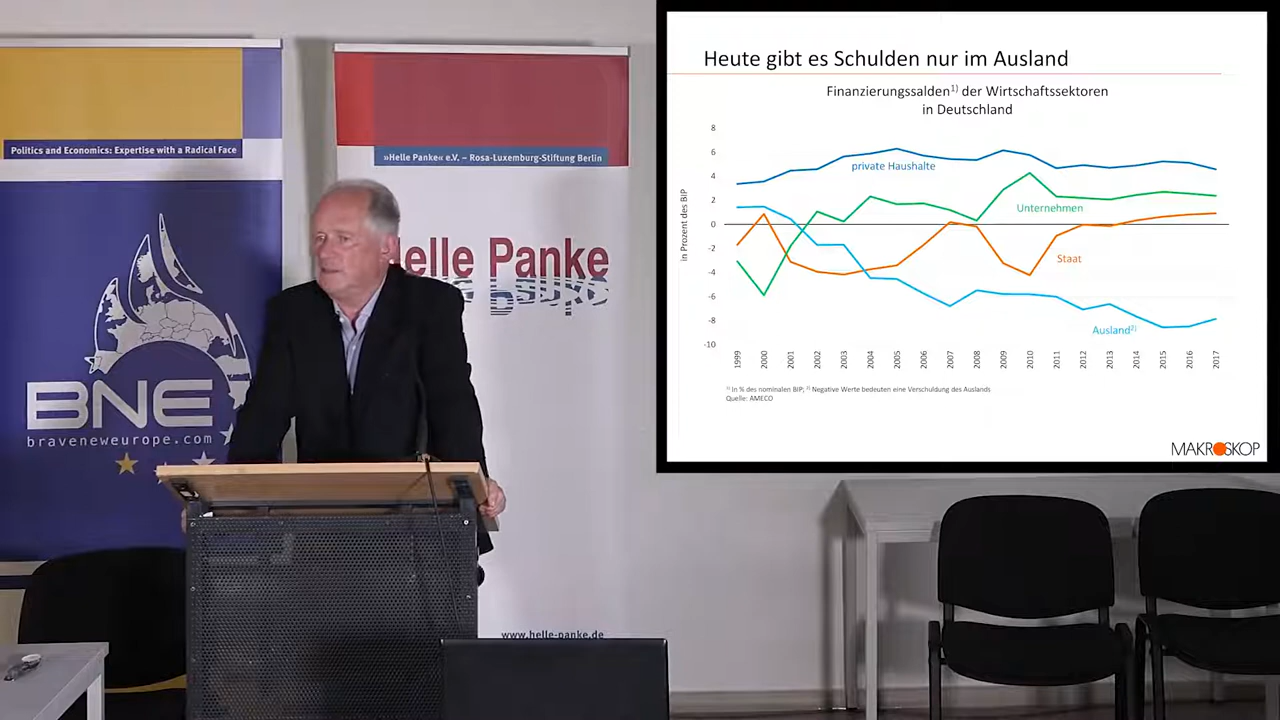 Politics and Economics: Expertise with a Radical Face
BNE
braveneweurope.com
»Helle Panke« e.V. – Rosa-Luxemburg-Stiftung Berlin
elle Panke
www.helle-panke.de
Heute gibt es Schulden nur im Ausland
Finanzierungssalden¹⁾ der Wirtschaftssektoren
in Deutschland
in Prozent des BIP
8
6
4
2
0
-2
-4
-6
-8
-10
private Haushalte
Unternehmen
Staat
Ausland²⁾
1999 2000 2001 2002 2003 2004 2005 2006 2007 2008 2009 2010 2011 2012 2013 2014 2015 2016 2017
¹⁾ In % des nominalen BIP; ²⁾ Negative Werte bedeuten eine Verschuldung des Auslands
Quelle: AMECO
MAKROSKOP